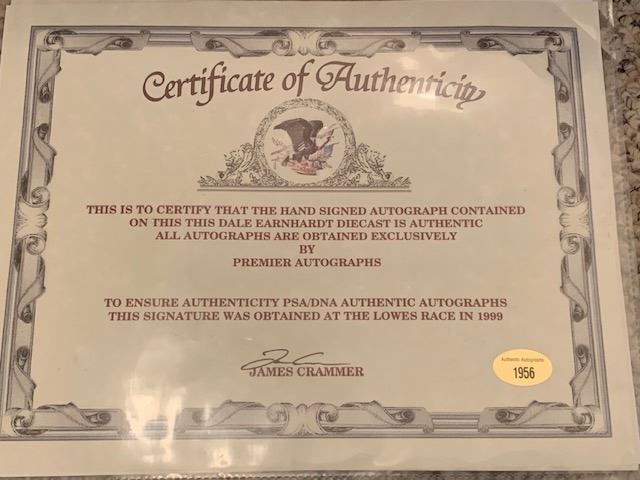 Certificate of Authenticity
THIS IS TO CERTIFY THAT THE HAND SIGNED AUTOGRAPH CONTAINED
ON THIS THIS DALE EARNHARDT DIECAST IS AUTHENTIC
ALL AUTOGRAPHS ARE OBTAINED EXCLUSIVELY
BY
PREMIER AUTOGRAPHS
TO ENSURE AUTHENTICITY PSA/DNA AUTHENTIC AUTOGRAPHS
THIS SIGNATURE WAS OBTAINED AT THE LOWES RACE IN 1999
JAMES CRAMMER
Authentic Autographs
1956